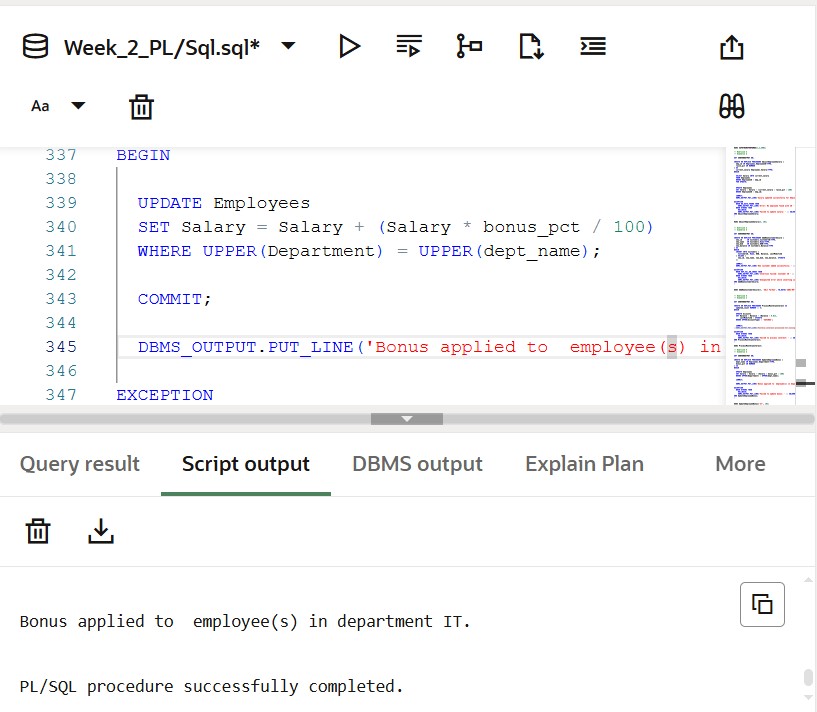 Week_2_PL/Sql.sql*
Aa
337 BEGIN
338
339 UPDATE Employees
340 SET Salary = Salary + (Salary * bonus_pct / 100)
341 WHERE UPPER(Department) = UPPER(dept_name);
342
343 COMMIT;
344
345 DBMS_OUTPUT.PUT_LINE('Bonus applied to  employee(s) in
346
347 EXCEPTION
Query result Script output DBMS output Explain Plan More
Bonus applied to  employee(s) in department IT.
PL/SQL procedure successfully completed.